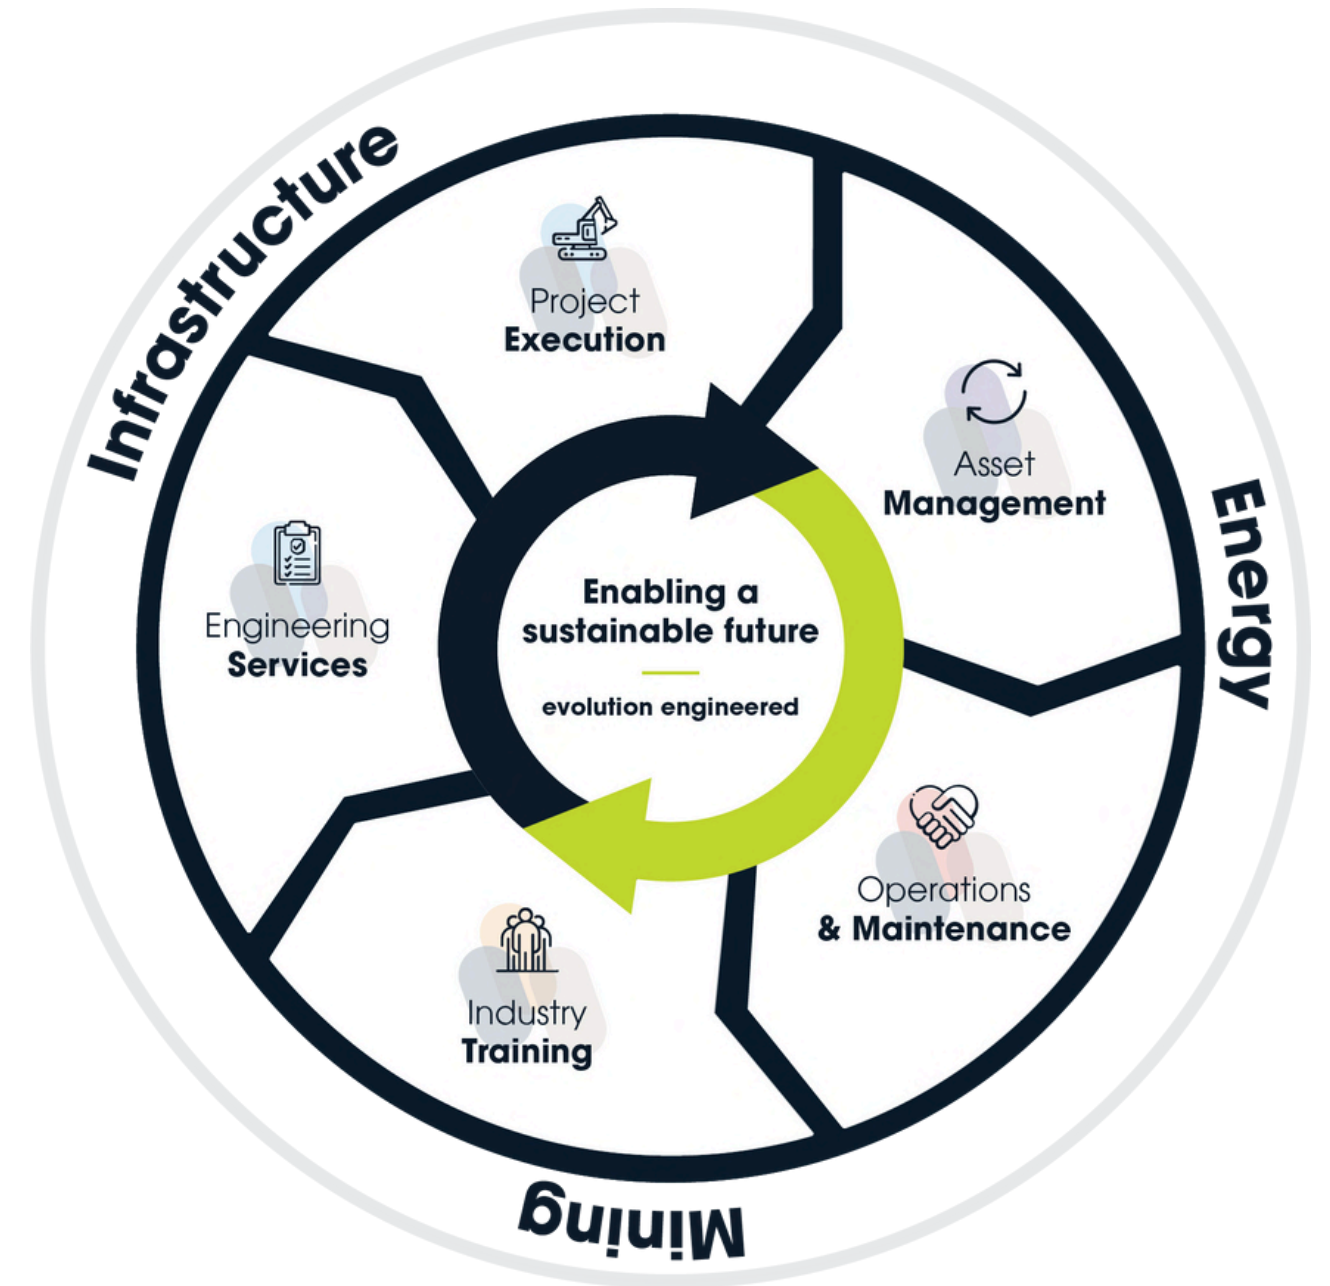 Infrastructure
Energy
Mining
Project
Execution
Asset
Management
Operations
& Maintenance
Industry
Training
Engineering
Services
Enabling a
sustainable future
evolution engineered